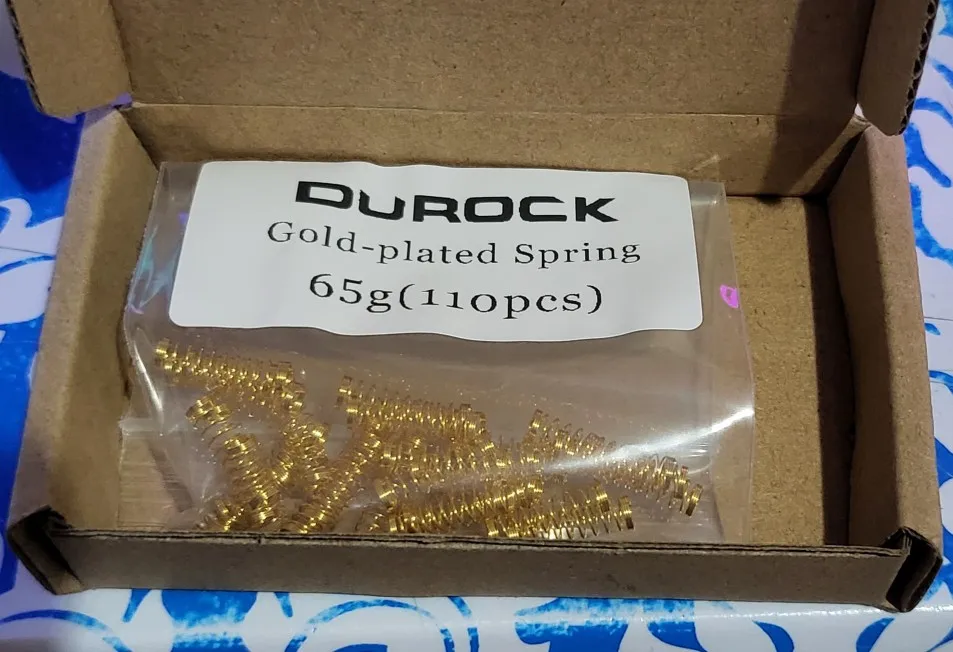 DUROCK
Gold-plated Spring
65g(110pcs)